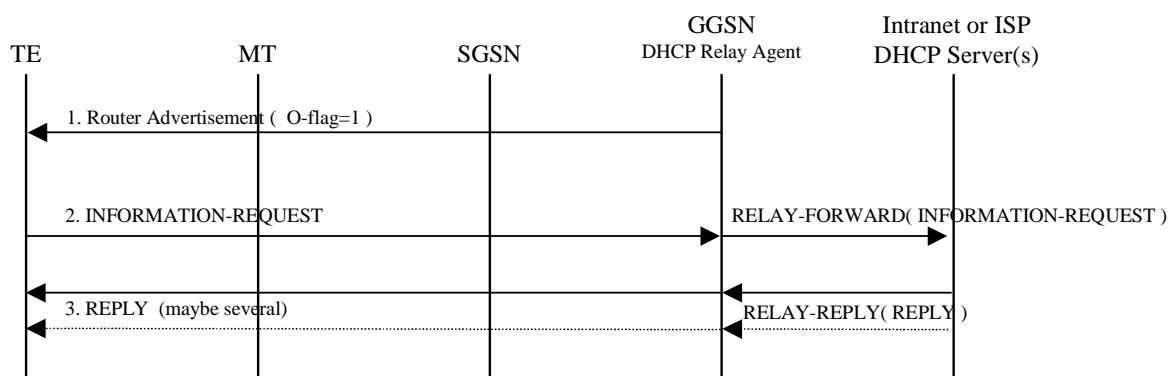 TE
MT
SGSN
GGSN
DHCP Relay Agent
Intranet or ISP
DHCP Server(s)
1. Router Advertisement ( O-flag=1 )
2. INFORMATION-REQUEST
RELAY-FORWARD( INFORMATION-REQUEST )
3. REPLY (maybe several)
RELAY-REPLY( REPLY )